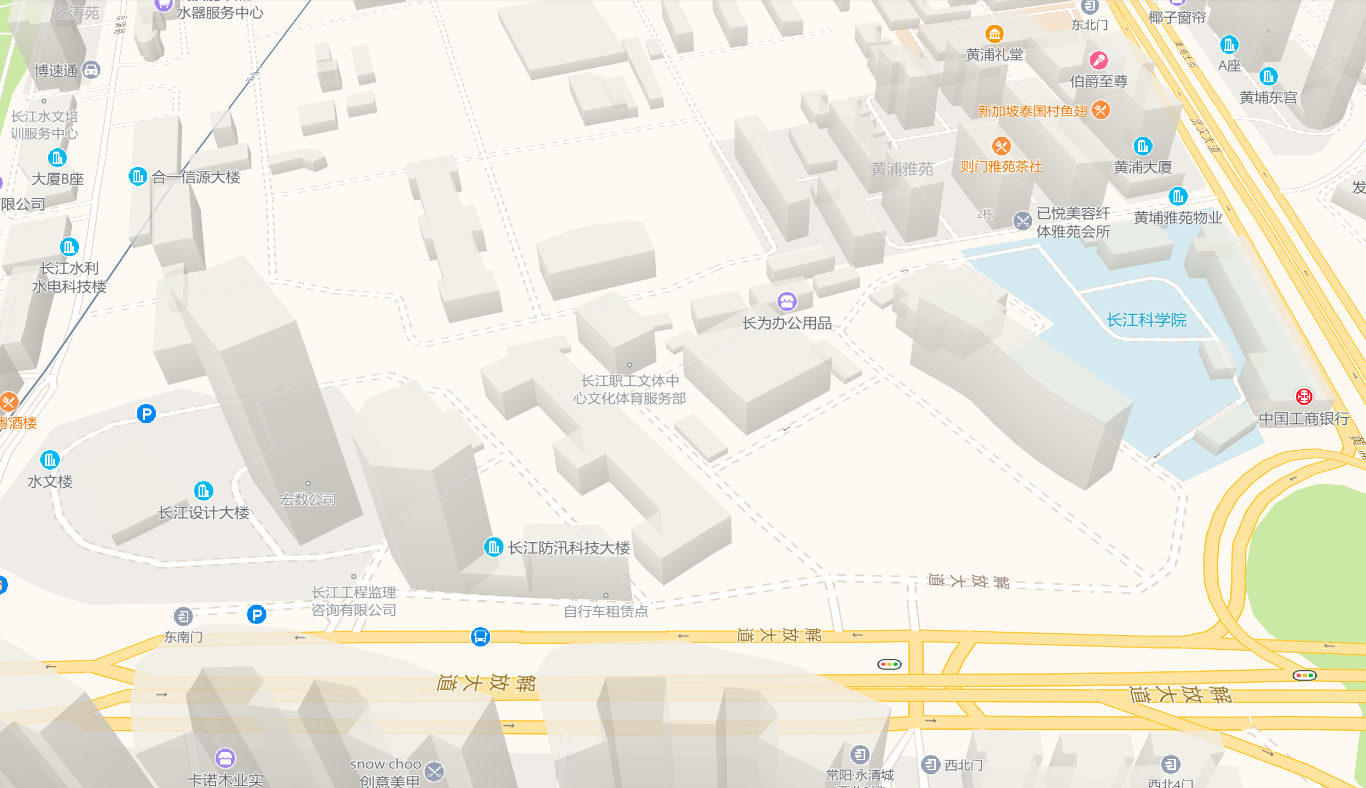 翠涛苑
水器服务中心
椰子窗帘
东北门
黄浦礼堂
伯爵至尊
A座
黄埔东宫
博速通
新加坡泰国村鱼翅
长江水文培
训服务中心
武汉大道
大厦B座
合一信源大楼
黄浦雅苑
则门雅苑茶社
黄浦大厦
发
限公司
2栋
已悦美容纤
体雅苑会所
黄埔雅苑物业
长江水利
水电科技楼
长为办公用品
长江科学院
长江职工文体中
心文化体育服务部
中国工商银行
酒楼
水文楼
宏数公司
长江设计大楼
长江防汛科技大楼
解放大道
长江工程监理
咨询有限公司
自行车租赁点
东南门
解放大道
解放大道
解放大道
卡诺木业实
snow·choo
创意美甲
常阳·永清城
西北门
西北4门